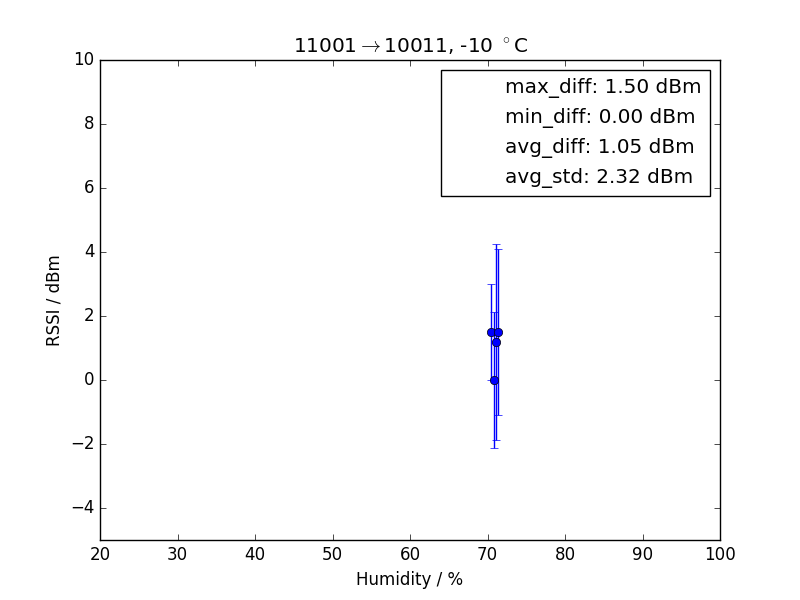 11001→10011, -10 °C
max_diff: 1.50 dBm
min_diff: 0.00 dBm
avg_diff: 1.05 dBm
avg_std: 2.32 dBm
RSSI / dBm
10
8
6
4
2
0
−2
−4
20 30 40 50 60 70 80 90 100
Humidity / %